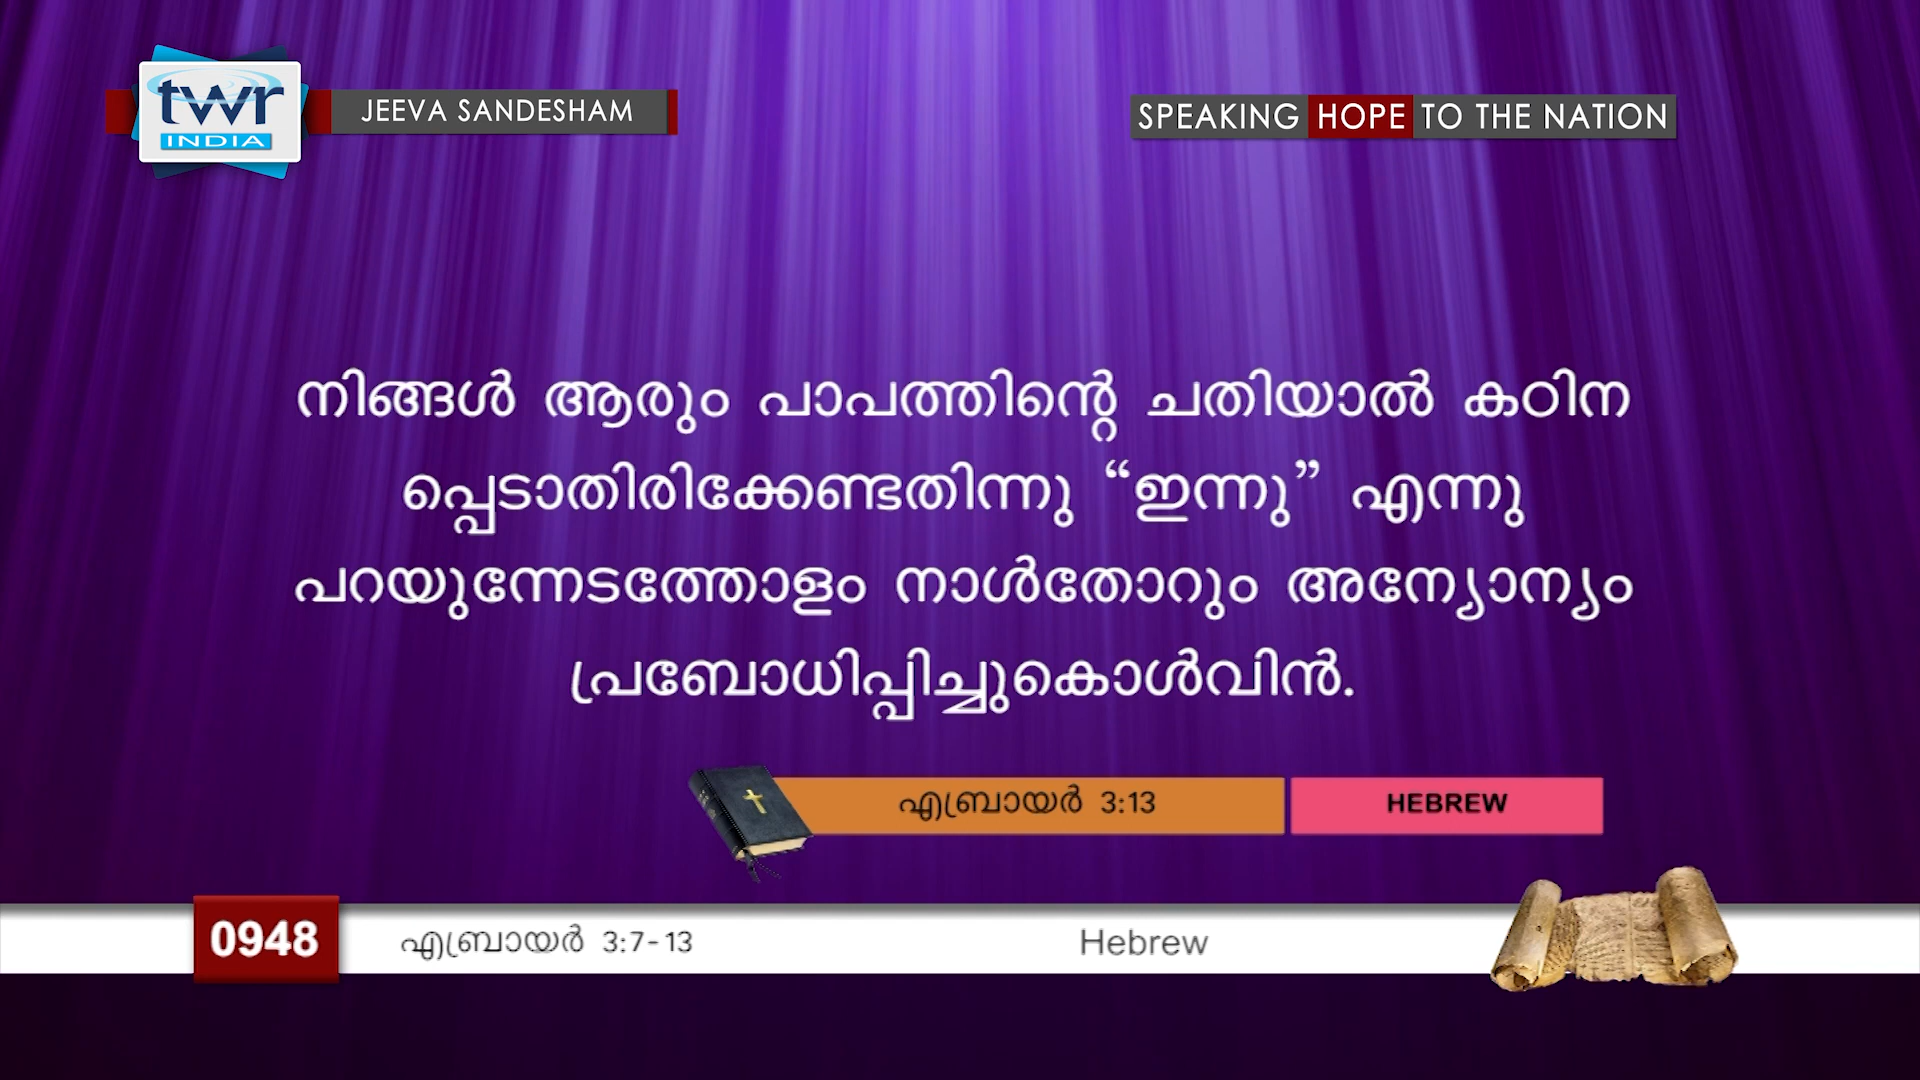 twr
INDIA
JEEVA SANDESHAM
SPEAKING HOPE TO THE NATION
നിങ്ങൾ ആരും പാപത്തിന്റെ ചതിയാൽ കഠിന
പ്പെടാതിരിക്കേണ്ടതിന്നു “ഇന്നു” എന്നു
പറയുന്നേടത്തോളം നാൾതോറും അന്യോന്യം
പ്രബോധിപ്പിച്ചുകൊൾവിൻ.
എബ്രായർ 3:13
HEBREW
0948
എബ്രായർ 3:7-13
Hebrew